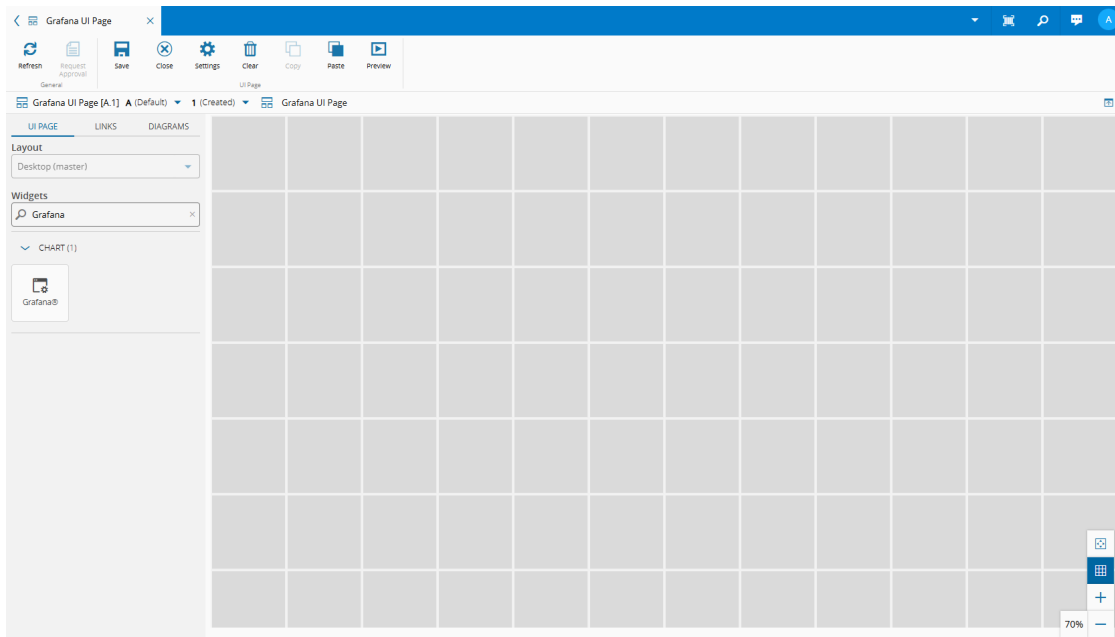 Grafana UI Page
A
Refresh
Request Approval
Save
Close
Settings
Clear
Copy
Paste
Preview
General
UI Page
Grafana UI Page [A.1] A (Default) 1 (Created) Grafana UI Page
UI PAGE LINKS DIAGRAMS
Layout
Desktop (master)
Widgets
Grafana
CHART (1)
Grafana®
70%